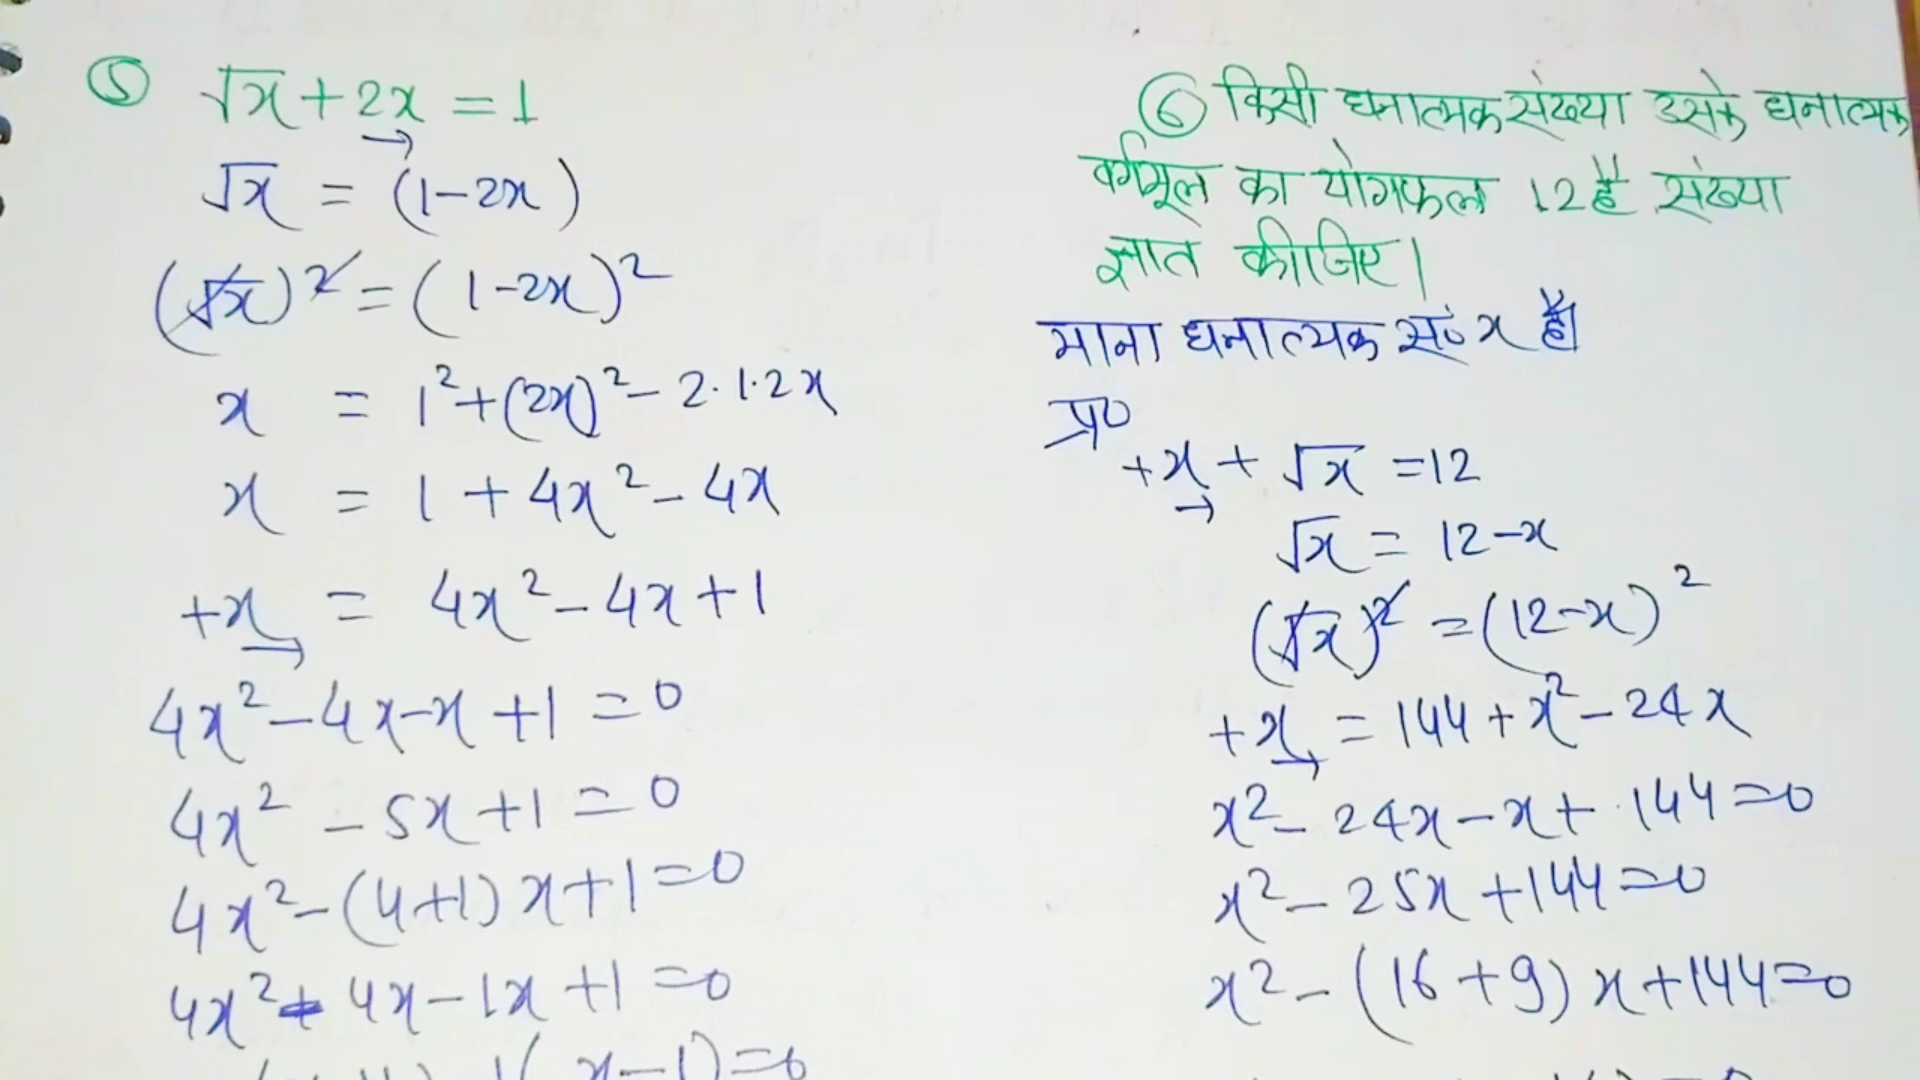 ⑤ √x + 2x = 1
√x = (1-2x)
(√x)² = (1-2x)²
x = 1² + (2x)² - 2·1·2x
x = 1 + 4x² - 4x
+x = 4x² - 4x + 1
4x² - 4x - x + 1 = 0
4x² - 5x + 1 = 0
4x² - (4+1) x + 1 = 0
4x² - 4x - 1x + 1 = 0
1( x - 1) = 0
⑥ किसी धनात्मक संख्या उसके धनात्मक
वर्गमूल का योगफल 12 है संख्या
ज्ञात कीजिए।
माना धनात्मक सं० x है।
प्र०
+x + √x = 12
√x = 12 - x
(√x)² = (12-x)²
+x = 144 + x² - 24x
x² - 24x - x + 144 = 0
x² - 25x + 144 = 0
x² - (16 + 9) x + 144 = 0